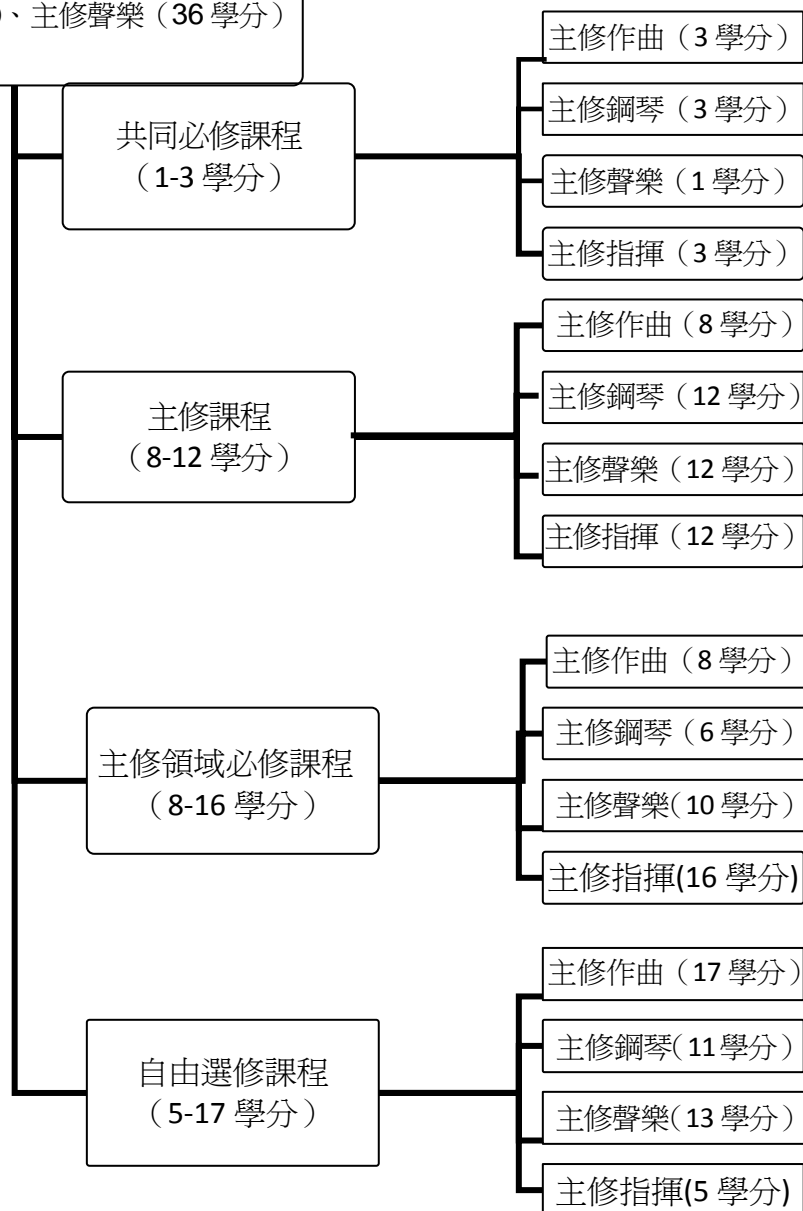 、主修聲樂（36 學分）
共同必修課程
（1-3 學分）
主修作曲（3 學分）
主修鋼琴（3 學分）
主修聲樂（1 學分）
主修指揮（3 學分）
主修課程
（8-12 學分）
主修作曲（8 學分）
主修鋼琴（12 學分）
主修聲樂（12 學分）
主修指揮（12 學分）
主修領域必修課程
（8-16 學分）
主修作曲（8 學分）
主修鋼琴（6 學分）
主修聲樂（10 學分）
主修指揮(16 學分)
自由選修課程
（5-17 學分）
主修作曲（17 學分）
主修鋼琴（11 學分）
主修聲樂（13 學分）
主修指揮(5 學分)